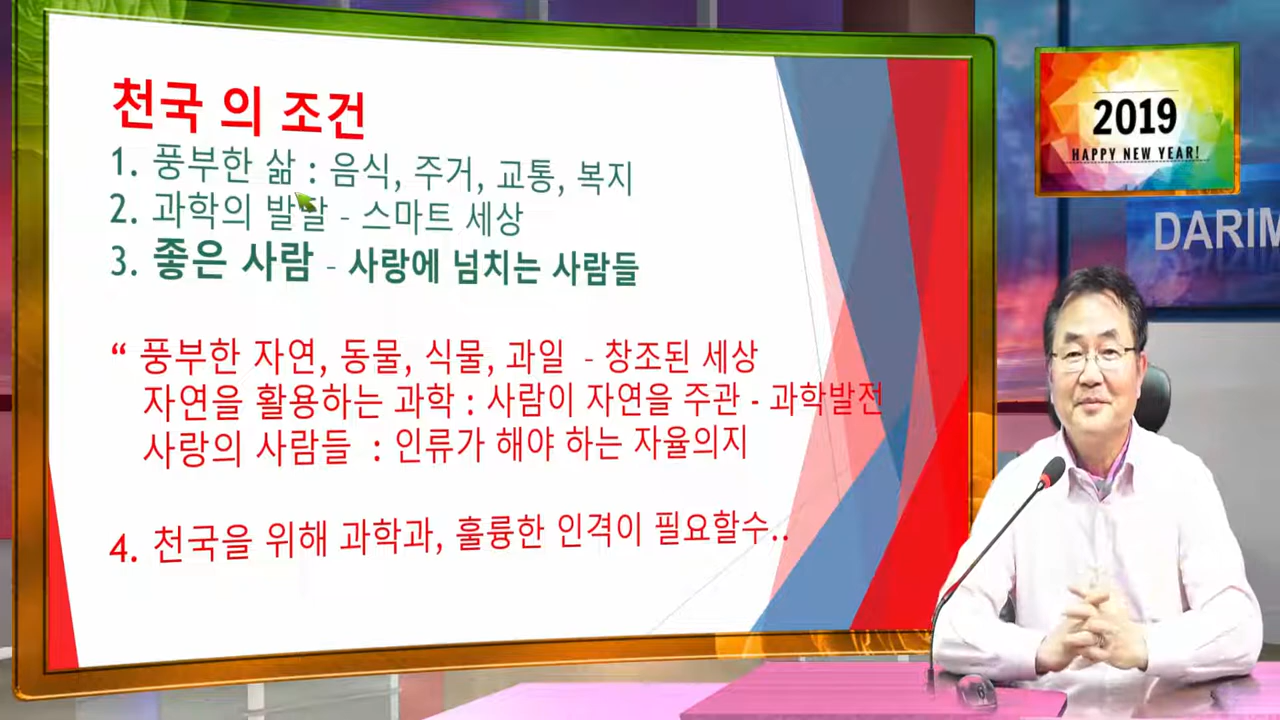 천국 의 조건
1. 풍부한 삶 : 음식, 주거, 교통, 복지
2. 과학의 발달 - 스마트 세상
3. 좋은 사람 - 사랑에 넘치는 사람들
“ 풍부한 자연, 동물, 식물, 과일 - 창조된 세상
자연을 활용하는 과학 : 사람이 자연을 주관 - 과학발전
사랑의 사람들 : 인류가 해야 하는 자율의지
4. 천국을 위해 과학과, 훌륭한 인격이 필요할수..
2019
HAPPY NEW YEAR!
DARIM